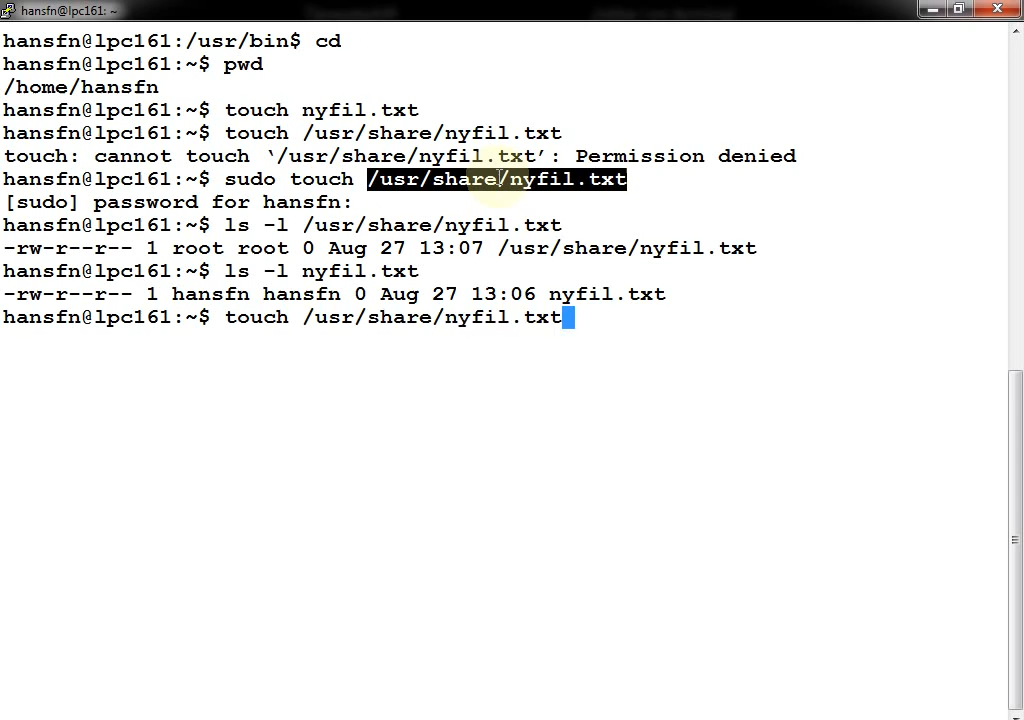 hansfn@lpc161: ~
hansfn@lpc161:/usr/bin$ cd
hansfn@lpc161:~$ pwd
/home/hansfn
hansfn@lpc161:~$ touch nyfil.txt
hansfn@lpc161:~$ touch /usr/share/nyfil.txt
touch: cannot touch ‘/usr/share/nyfil.txt’: Permission denied
hansfn@lpc161:~$ sudo touch /usr/share/nyfil.txt
[sudo] password for hansfn:
hansfn@lpc161:~$ ls -l /usr/share/nyfil.txt
-rw-r--r-- 1 root root 0 Aug 27 13:07 /usr/share/nyfil.txt
hansfn@lpc161:~$ ls -l nyfil.txt
-rw-r--r-- 1 hansfn hansfn 0 Aug 27 13:06 nyfil.txt
hansfn@lpc161:~$ touch /usr/share/nyfil.txt